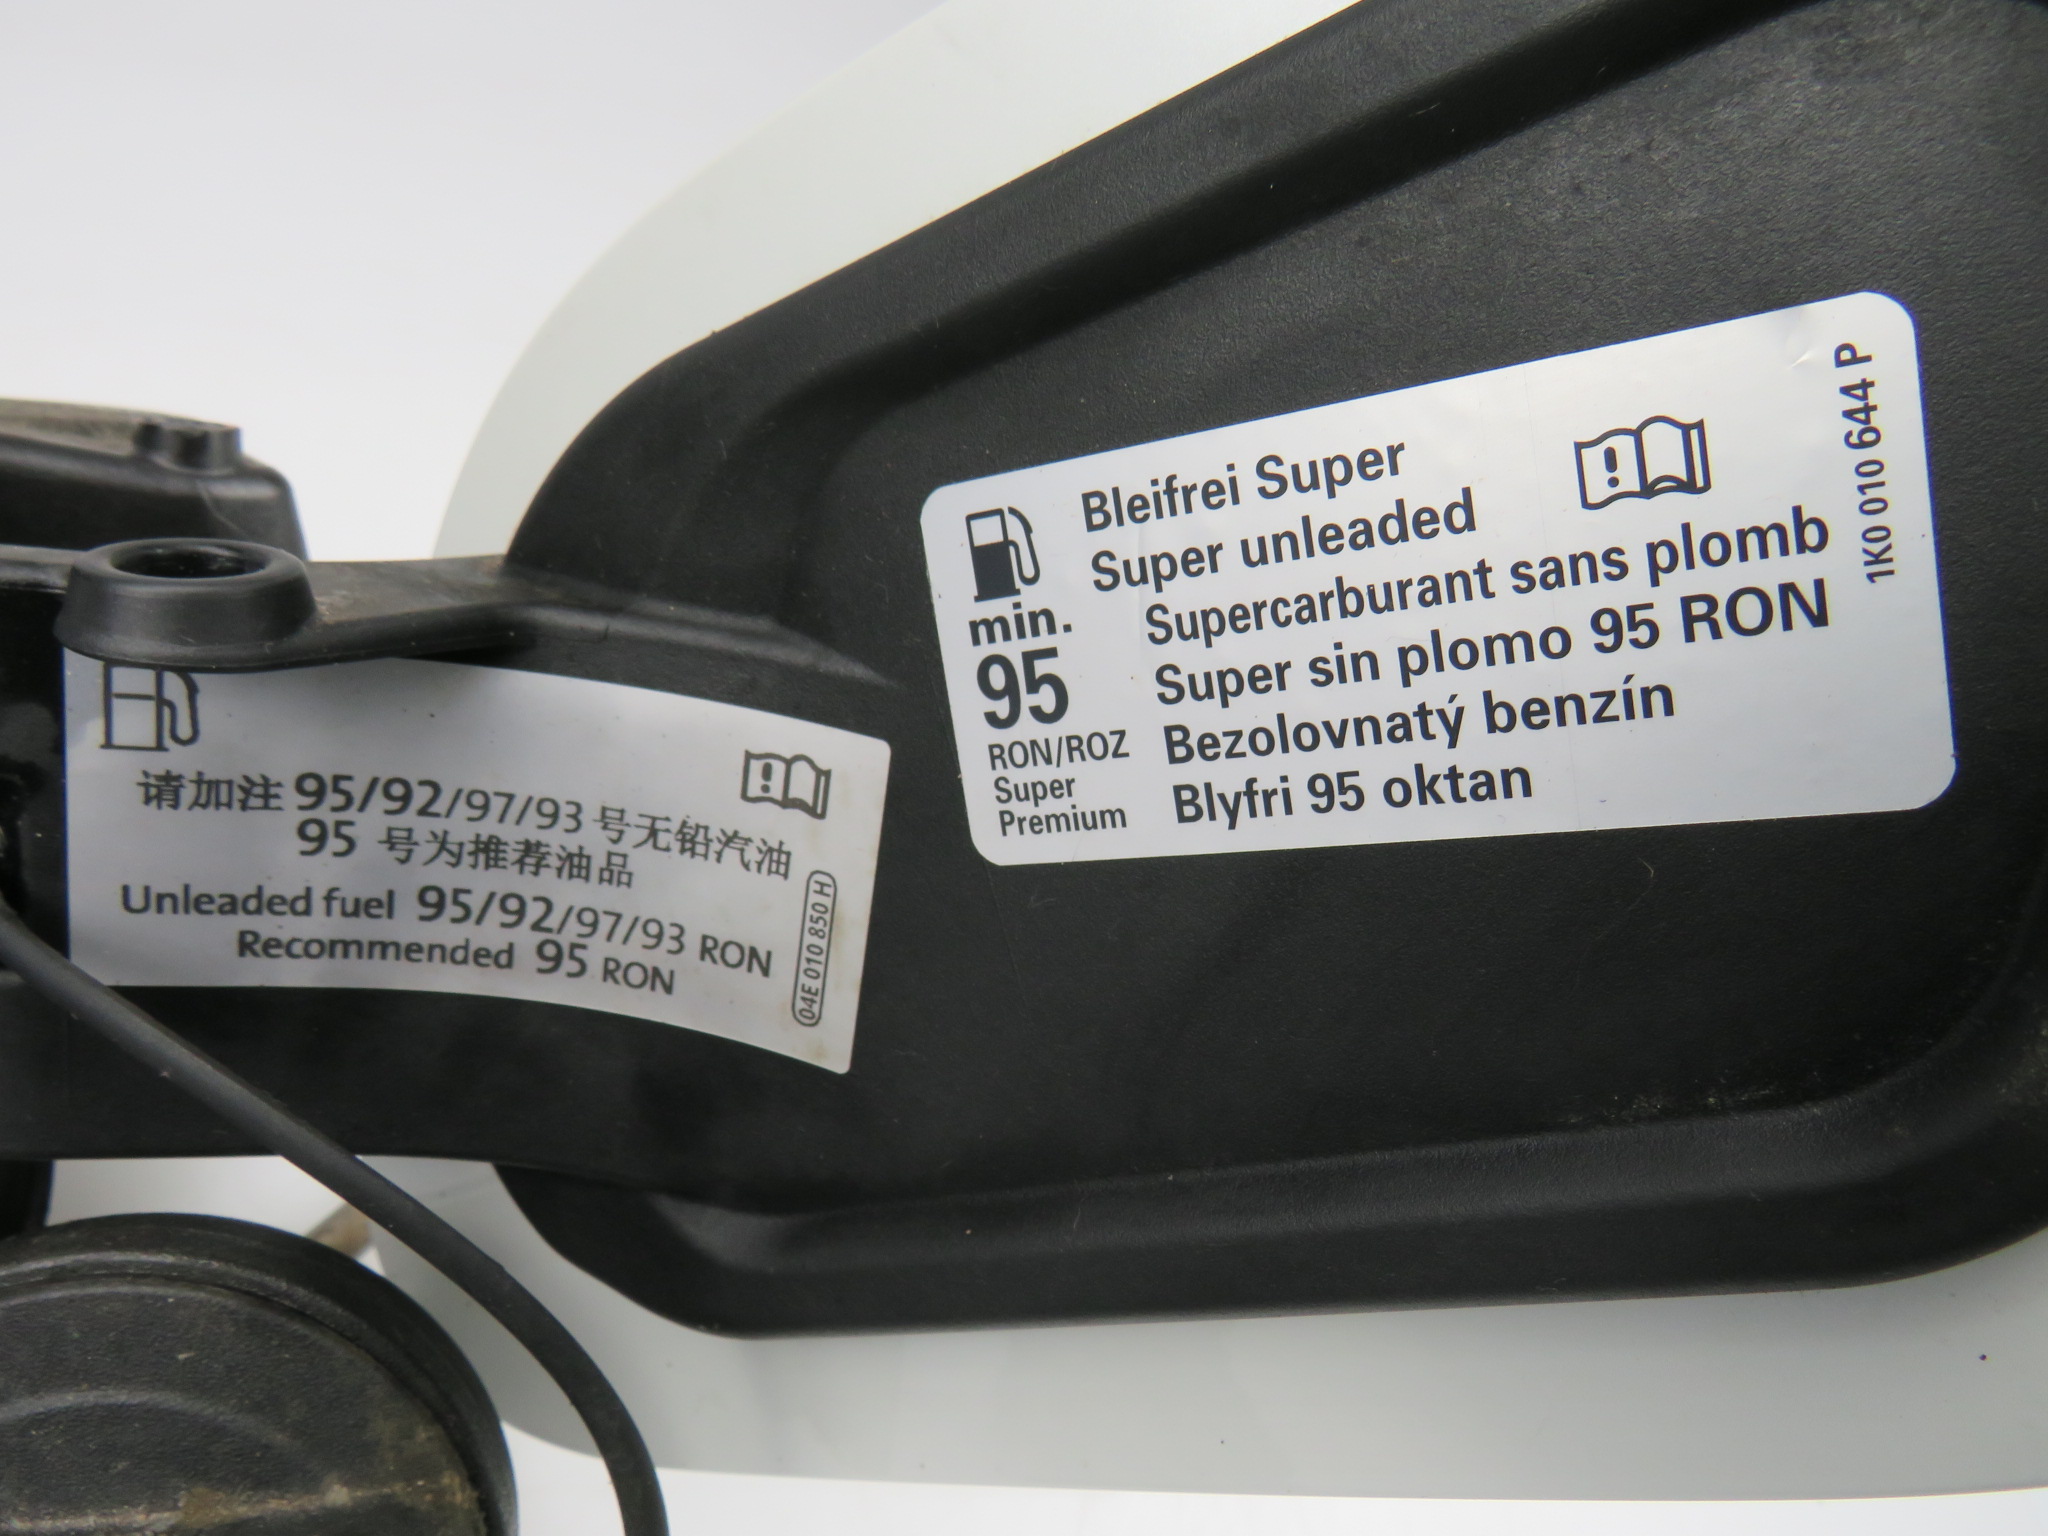 Bleifrei Super
Super unleaded
Supercarburant sans plomb
Super sin plomo 95 RON
Bezolovnatý benzín
Blyfri 95 oktan
min.
95
RON/ROZ
Super
Premium
1K0 010 644 P
请加注 95/92/97/93 号无铅汽油
95 号为推荐油品
Unleaded fuel 95/92/97/93 RON
Recommended 95 RON
04E 010 850 H